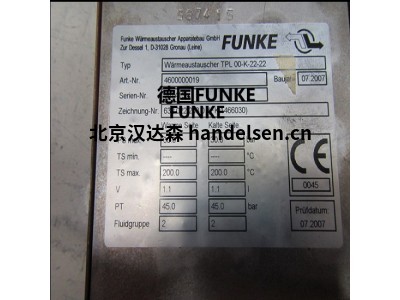 Funke Wärmeaustauscher Apparatebau GmbH
Zur Dessel 1, D-31028 Gronau (Leine)
FUNKE
Typ Wärmeaustauscher TPL 00-K-22-22
Art.-Nr. 4600000019 Baujahr 07.2007
Serien-Nr.
德国FUNKE
FUNKE
Zeichnung-Nr. 466030)
北京汉达森 handelsen.cn
Seite Kalte Seite
TS min. --- --- °C
TS max. 200.0 200.0 °C
V 1.1 1.1 l
PT 45.0 45.0 bar
Fluidgruppe 2 2
CE
0045
Prüfdatum:
07.2007